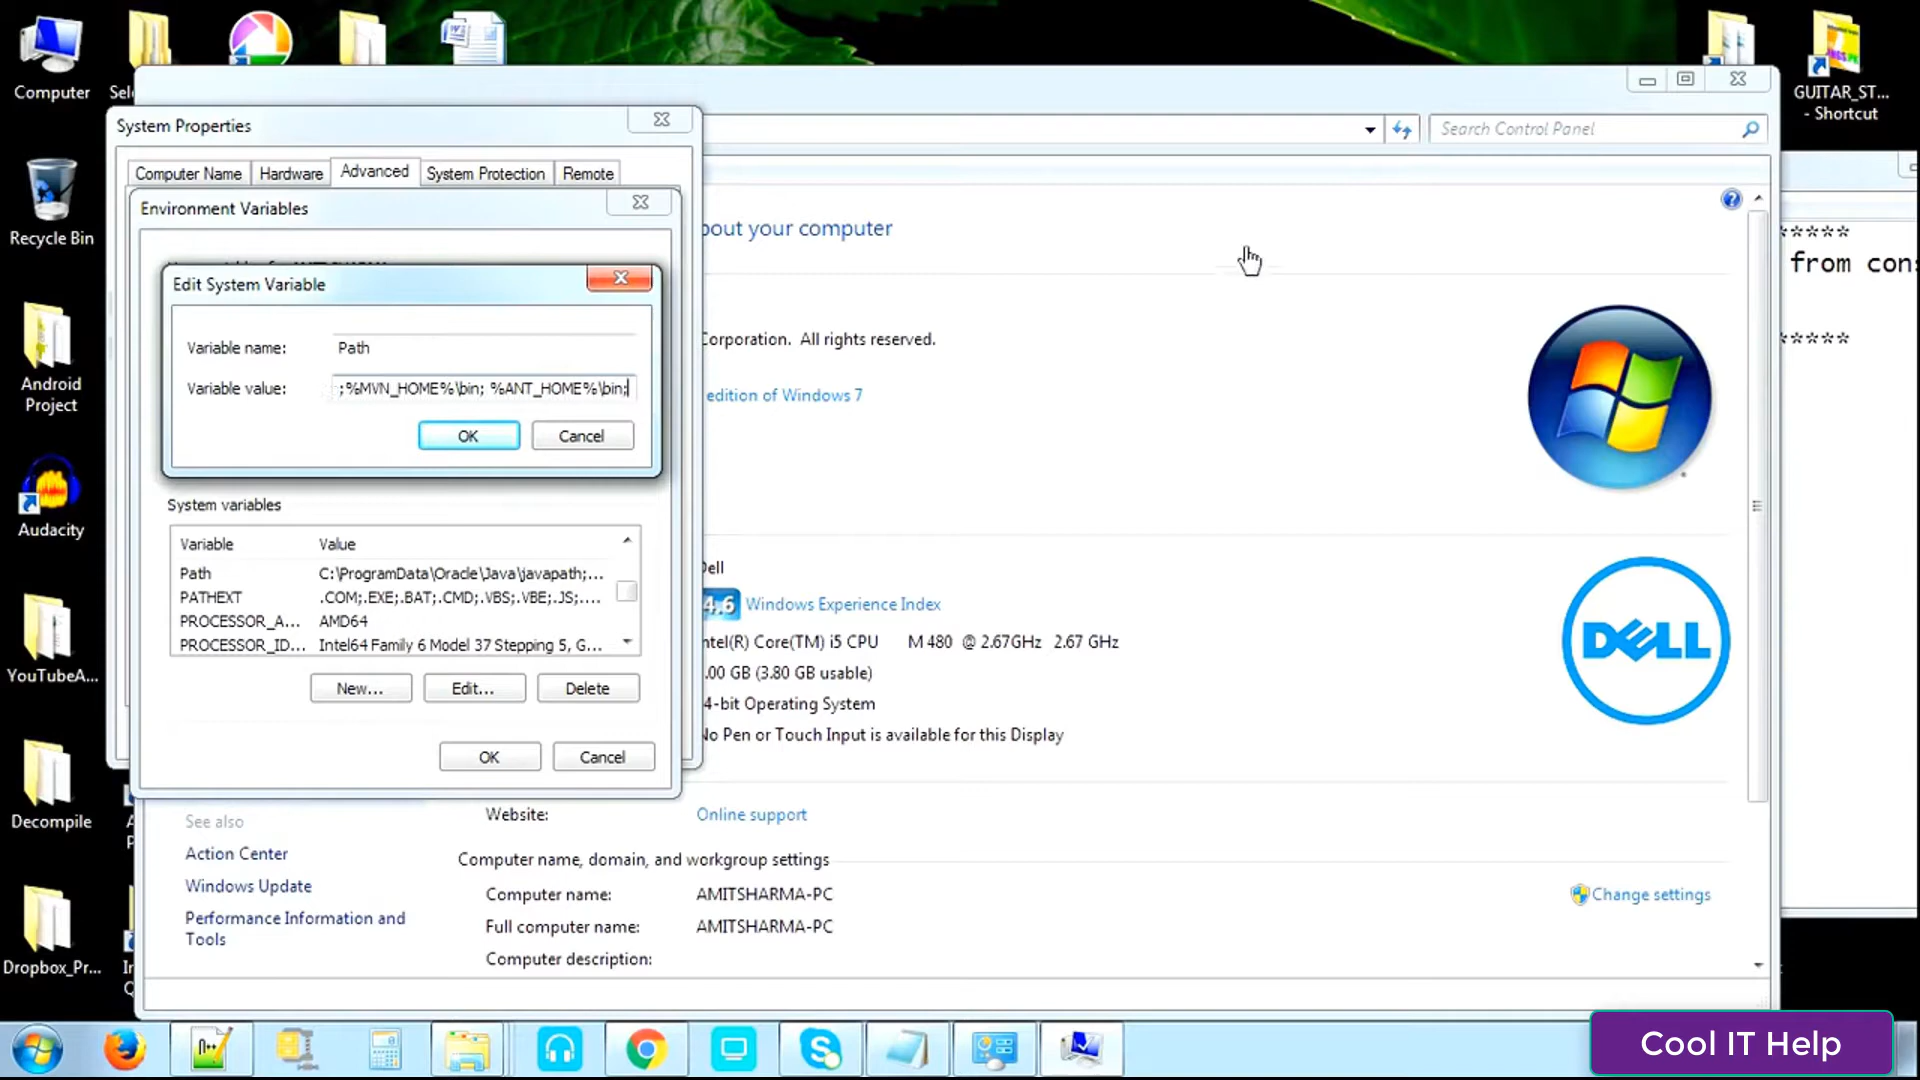 Computer
Sel
GUITAR_ST...
- Shortcut
System Properties
Search Control Panel
Computer Name
Hardware
Advanced
System Protection
Remote
Environment Variables
bout your computer
Recycle Bin
*****
from cons
Edit System Variable
Variable name:
Path
Corporation. All rights reserved.
*****
Variable value:
;%MVN_HOME%\bin; %ANT_HOME%\bin;
edition of Windows 7
Android
Project
OK
Cancel
System variables
Audacity
Variable
Value
Path
C:\ProgramData\Oracle\Java\javapath;...
PATHEXT
.COM;.EXE;.BAT;.CMD;.VBS;.VBE;.JS;....
PROCESSOR_A...
AMD64
PROCESSOR_ID...
Intel64 Family 6 Model 37 Stepping 5, G...
Dell
4.6
Windows Experience Index
ntel(R) Core(TM) i5 CPU M 480 @ 2.67GHz 2.67 GHz
.00 GB (3.80 GB usable)
4-bit Operating System
No Pen or Touch Input is available for this Display
DELL
YouTubeA...
New...
Edit...
Delete
OK
Cancel
Decompile
See also
Action Center
Windows Update
Performance Information and
Tools
Website:
Online support
Computer name, domain, and workgroup settings
Computer name:
AMITSHARMA-PC
Change settings
Full computer name:
AMITSHARMA-PC
Computer description:
Dropbox_Pr...
Cool IT Help